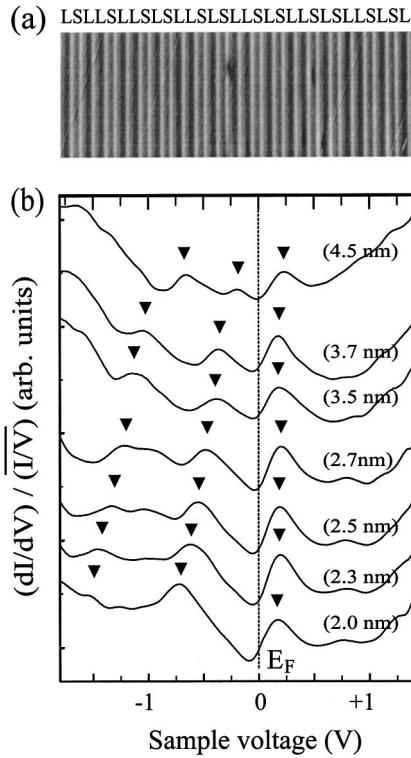 (a)
(b)
(4.5 nm)
(3.7 nm)
(3.5 nm)
(2.7nm)
(2.5 nm)
(2.3 nm)
(2.0 nm)
E_F
(dI/dV) / (I/V) (arb. units)
-1 0 +1
Sample voltage (V)